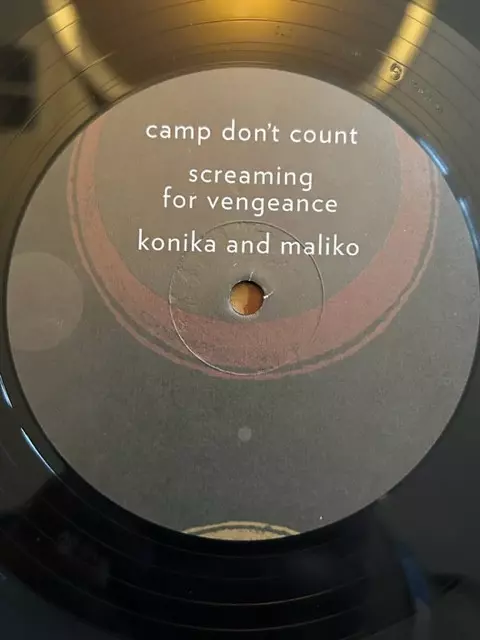 camp don't count
screaming
for vengeance
konika and maliko